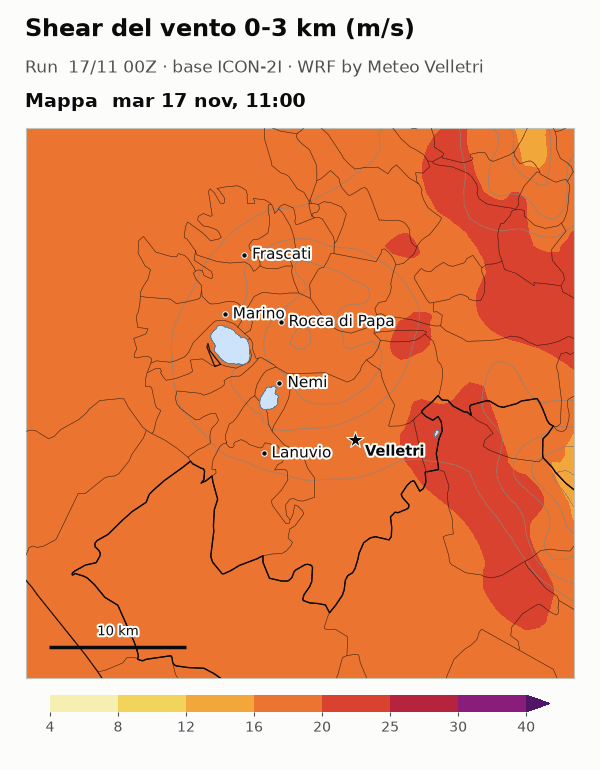 Shear del vento 0-3 km (m/s)
Run  17/11 00Z · base ICON-2I · WRF by Meteo Velletri
Mappa  mar 17 nov, 11:00
Frascati
Marino
Rocca di Papa
Nemi
Velletri
Lanuvio
10 km
4 8 12 16 20 25 30 40